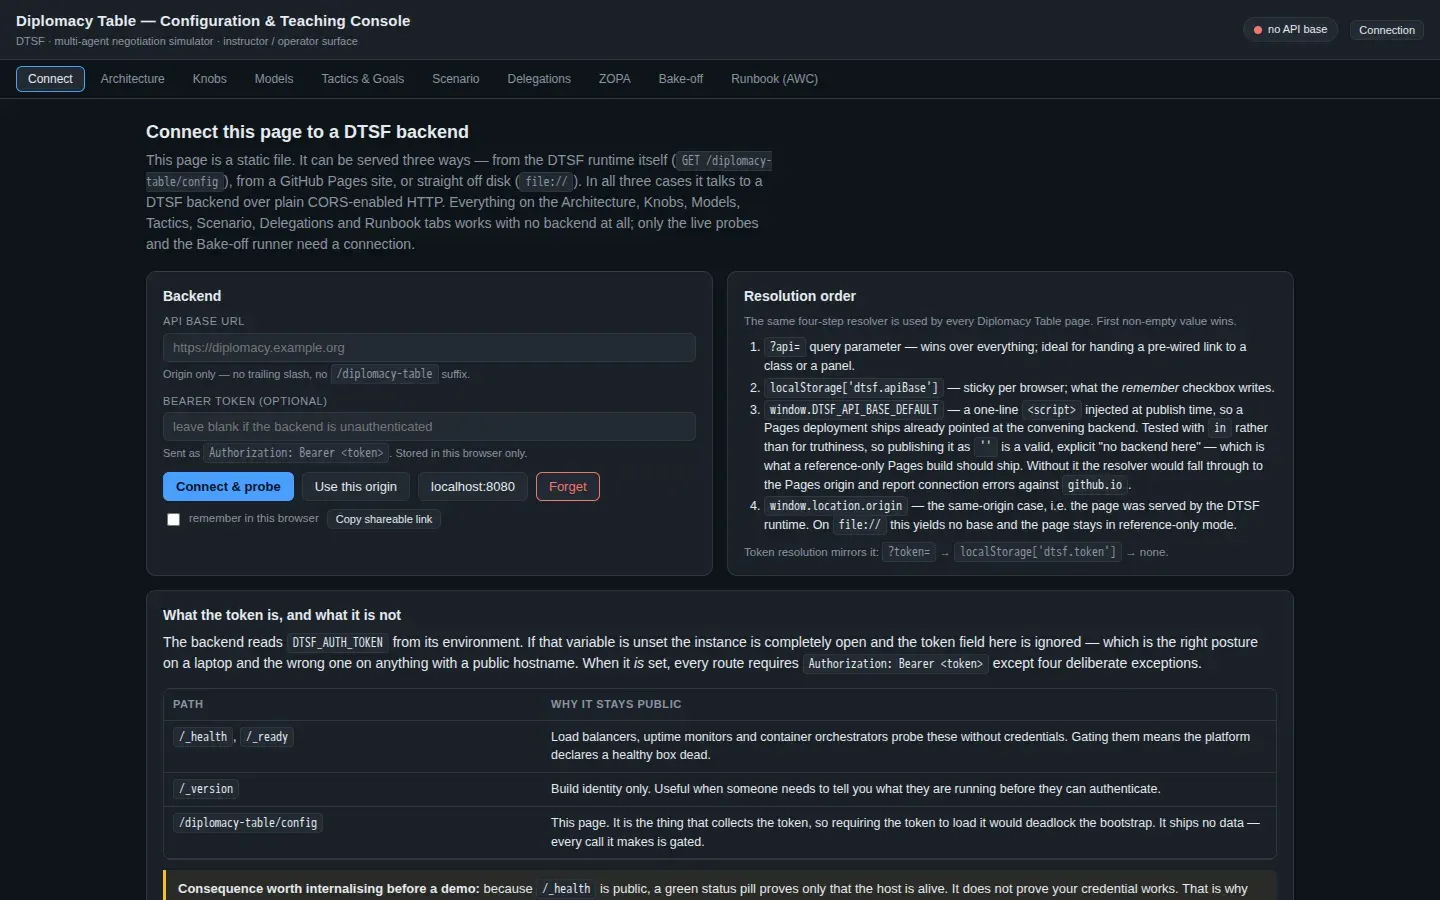 Diplomacy Table — Configuration & Teaching Console
DTSF · multi-agent negotiation simulator · instructor / operator surface
no API base
Connection
Connect Architecture Knobs Models Tactics & Goals Scenario Delegations ZOPA Bake-off Runbook (AWC)
Connect this page to a DTSF backend
This page is a static file. It can be served three ways — from the DTSF runtime itself ( GET /diplomacy-
table/config ), from a GitHub Pages site, or straight off disk ( file:// ). In all three cases it talks to a
DTSF backend over plain CORS-enabled HTTP. Everything on the Architecture, Knobs, Models,
Tactics, Scenario, Delegations and Runbook tabs works with no backend at all; only the live probes
and the Bake-off runner need a connection.
Backend
API BASE URL
https://diplomacy.example.org
Origin only — no trailing slash, no /diplomacy-table suffix.
BEARER TOKEN (OPTIONAL)
leave blank if the backend is unauthenticated
Sent as Authorization: Bearer <token> . Stored in this browser only.
Connect & probe Use this origin localhost:8080 Forget
remember in this browser Copy shareable link
Resolution order
The same four-step resolver is used by every Diplomacy Table page. First non-empty value wins.
1. ?api= query parameter — wins over everything; ideal for handing a pre-wired link to a
class or a panel.
2. localStorage['dtsf.apiBase'] — sticky per browser; what the remember checkbox writes.
3. window.DTSF_API_BASE_DEFAULT — a one-line <script> injected at publish time, so a
Pages deployment ships already pointed at the convening backend. Tested with in rather
than for truthiness, so publishing it as '' is a valid, explicit "no backend here" — which is
what a reference-only Pages build should ship. Without it the resolver would fall through to
the Pages origin and report connection errors against github.io .
4. window.location.origin — the same-origin case, i.e. the page was served by the DTSF
runtime. On file:// this yields no base and the page stays in reference-only mode.
Token resolution mirrors it: ?token= → localStorage['dtsf.token'] → none.
What the token is, and what it is not
The backend reads DTSF_AUTH_TOKEN from its environment. If that variable is unset the instance is completely open and the token field here is ignored — which is the right posture
on a laptop and the wrong one on anything with a public hostname. When it is set, every route requires Authorization: Bearer <token> except four deliberate exceptions.
PATH WHY IT STAYS PUBLIC
/_health , /_ready Load balancers, uptime monitors and container orchestrators probe these without credentials. Gating them means the platform
declares a healthy box dead.
/_version Build identity only. Useful when someone needs to tell you what they are running before they can authenticate.
/diplomacy-table/config This page. It is the thing that collects the token, so requiring the token to load it would deadlock the bootstrap. It ships no data —
every call it makes is gated.
Consequence worth internalising before a demo: because /_health is public, a green status pill proves only that the host is alive. It does not prove your credential works. That is why